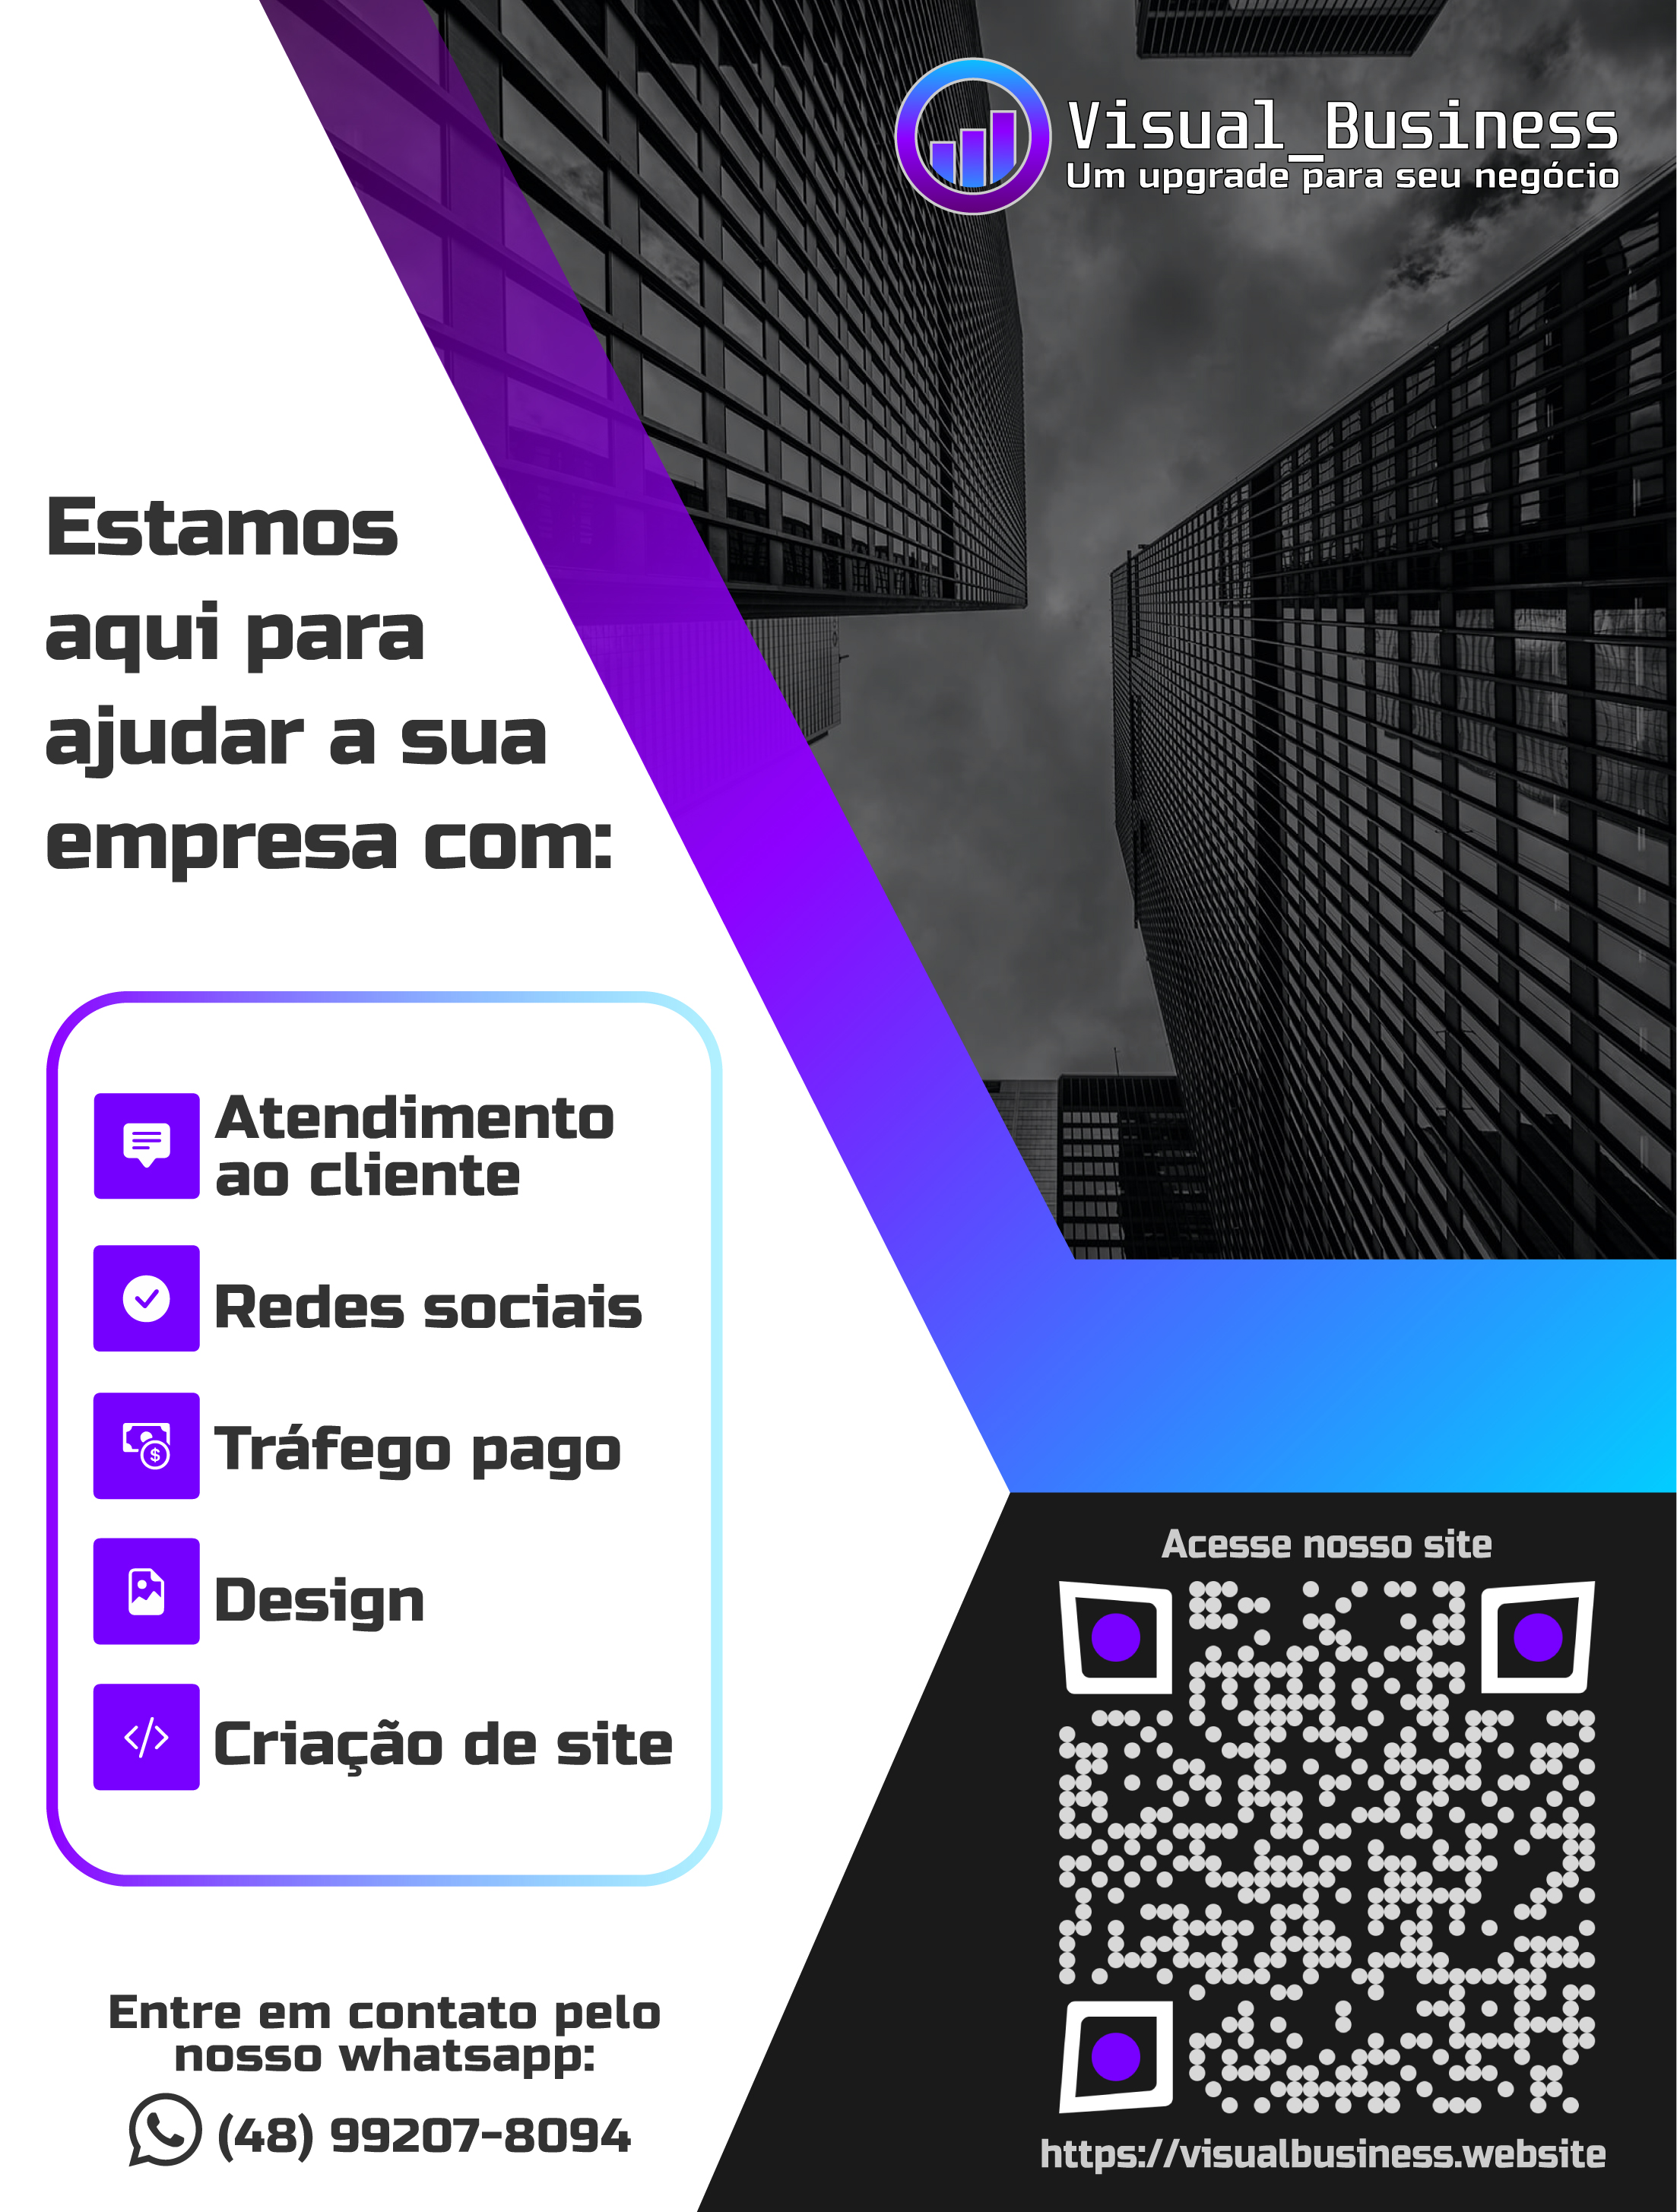 Visual_Business
Um upgrade para seu negócio
Estamos
aqui para
ajudar a sua
empresa com:
Atendimento
ao cliente
Redes sociais
Tráfego pago
Design
Criação de site
Entre em contato pelo
nosso whatsapp:
(48) 99207-8094
Acesse nosso site
https://visualbusiness.website